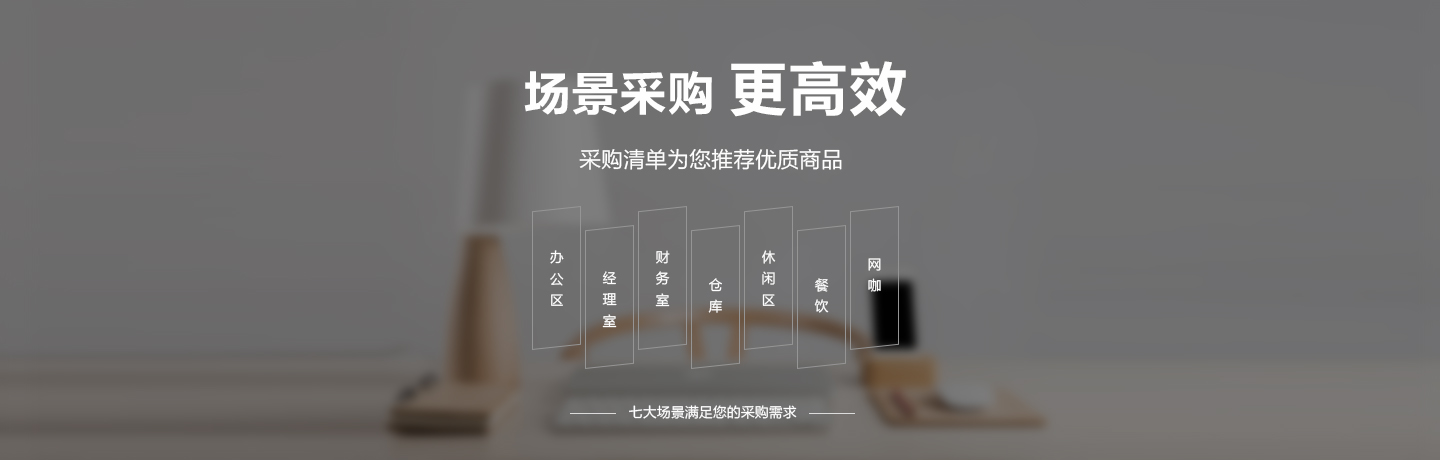 场景采购 更高效
采购清单为您推荐优质商品
办公区
经理室
财务室
仓库
休闲区
餐饮
网咖
七大场景满足您的采购需求